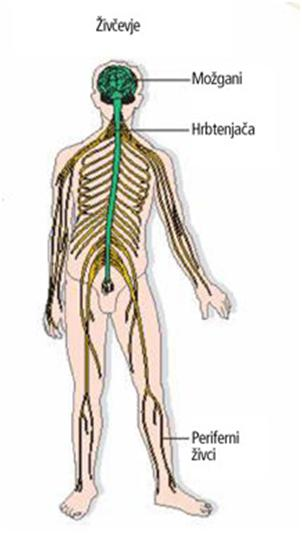 Živčevje
Možgani
Hrbtenjača
Periferni
živci